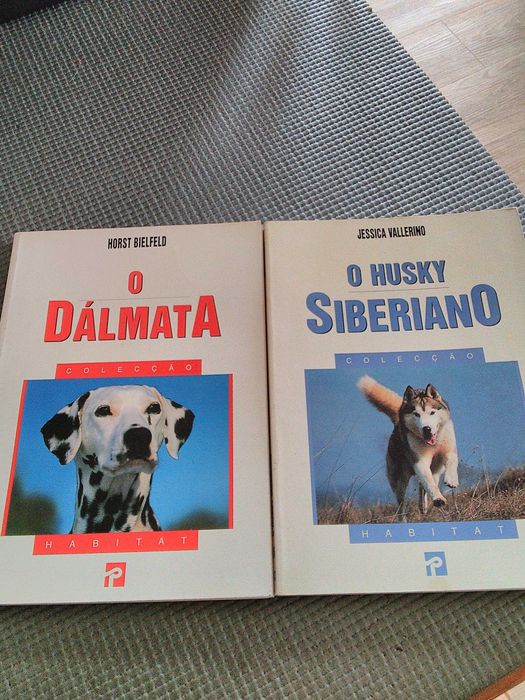 HORST BIELFELD
O
DÁLMATA
COLECÇÃO
HABITAT
P
JESSICA VALLERINO
O HUSKY
SIBERIANO
COLECÇÃO
HABITAT
P